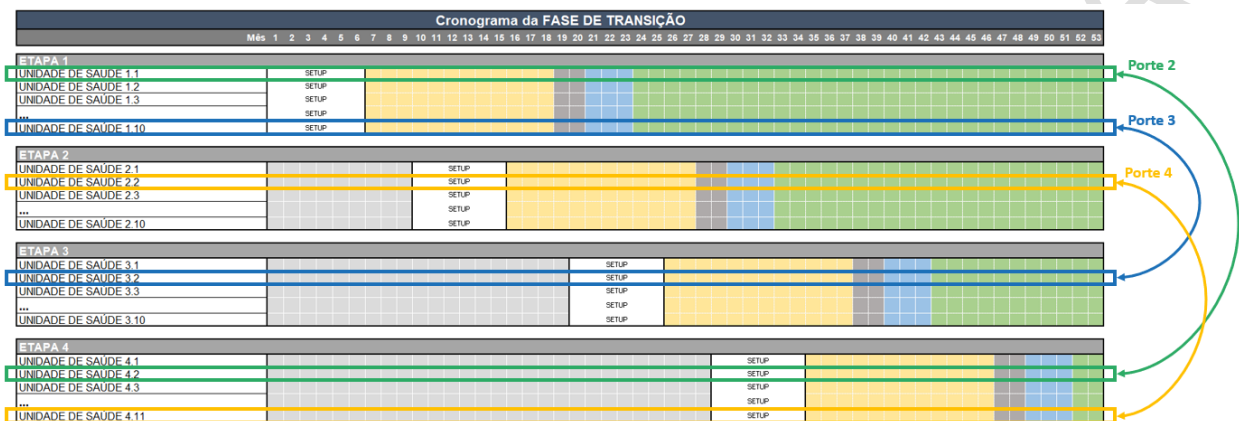 Cronograma da FASE DE TRANSIÇÃO
Mês 1 2 3 4 5 6 7 8 9 10 11 12 13 14 15 16 17 18 19 20 21 22 23 24 25 26 27 28 29 30 31 32 33 34 35 36 37 38 39 40 41 42 43 44 45 46 47 48 49 50 51 52 53
ETAPA 1
UNIDADE DE SAÚDE 1.1 SETUP Porte 2
UNIDADE DE SAÚDE 1.2 SETUP
UNIDADE DE SAÚDE 1.3 SETUP
... SETUP
UNIDADE DE SAÚDE 1.10 SETUP Porte 3
ETAPA 2
UNIDADE DE SAÚDE 2.1 SETUP
UNIDADE DE SAÚDE 2.2 SETUP Porte 4
UNIDADE DE SAÚDE 2.3 SETUP
... SETUP
UNIDADE DE SAÚDE 2.10 SETUP
ETAPA 3
UNIDADE DE SAÚDE 3.1 SETUP
UNIDADE DE SAÚDE 3.2 SETUP
UNIDADE DE SAÚDE 3.3 SETUP
... SETUP
UNIDADE DE SAÚDE 3.10 SETUP
ETAPA 4
UNIDADE DE SAÚDE 4.1 SETUP
UNIDADE DE SAÚDE 4.2 SETUP
UNIDADE DE SAÚDE 4.3 SETUP
... SETUP
UNIDADE DE SAÚDE 4.11 SETUP